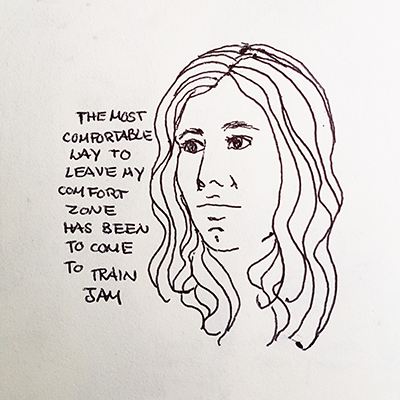 THE MOST
COMFORTABLE
WAY TO
LEAVE MY
COMFORT
ZONE
HAS BEEN
TO COME
TO TRAIN
JAM